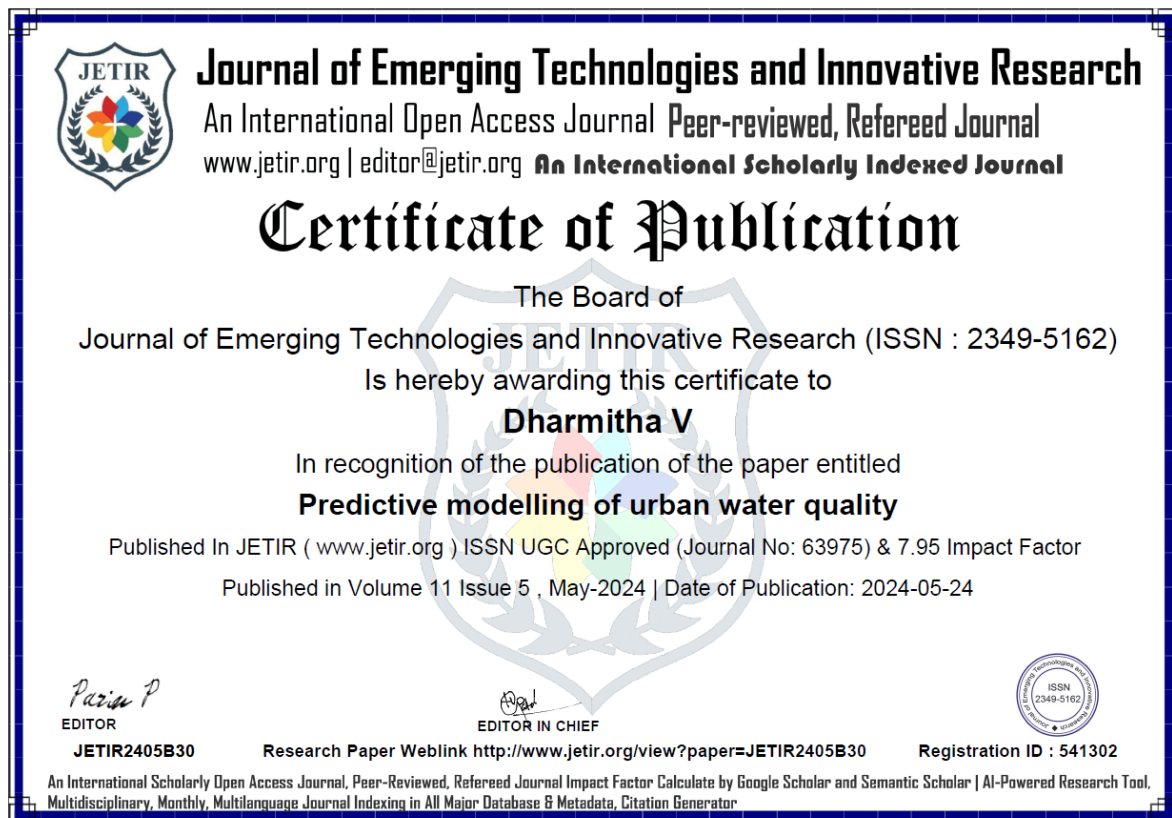 JETIR
Journal of Emerging Technologies and Innovative Research
An International Open Access Journal Peer-reviewed, Refereed Journal
www.jetir.org | editor@jetir.org An International Scholarly Indexed Journal
Certificate of Publication
JETIR
The Board of
Journal of Emerging Technologies and Innovative Research (ISSN : 2349-5162)
Is hereby awarding this certificate to
Dharmitha V
In recognition of the publication of the paper entitled
Predictive modelling of urban water quality
Published In JETIR ( www.jetir.org ) ISSN UGC Approved (Journal No: 63975) & 7.95 Impact Factor
Published in Volume 11 Issue 5 , May-2024 | Date of Publication: 2024-05-24
P
EDITOR
EDITOR IN CHIEF
Journal of Emerging Technologies and Innovative Research
ISSN
2349-5162
JETIR2405B30 Research Paper Weblink http://www.jetir.org/view?paper=JETIR2405B30 Registration ID : 541302
An International Scholarly Open Access Journal, Peer-Reviewed, Refereed Journal Impact Factor Calculate by Google Scholar and Semantic Scholar | AI-Powered Research Tool,
Multidisciplinary, Monthly, Multilanguage Journal Indexing in All Major Database & Metadata, Citation Generator